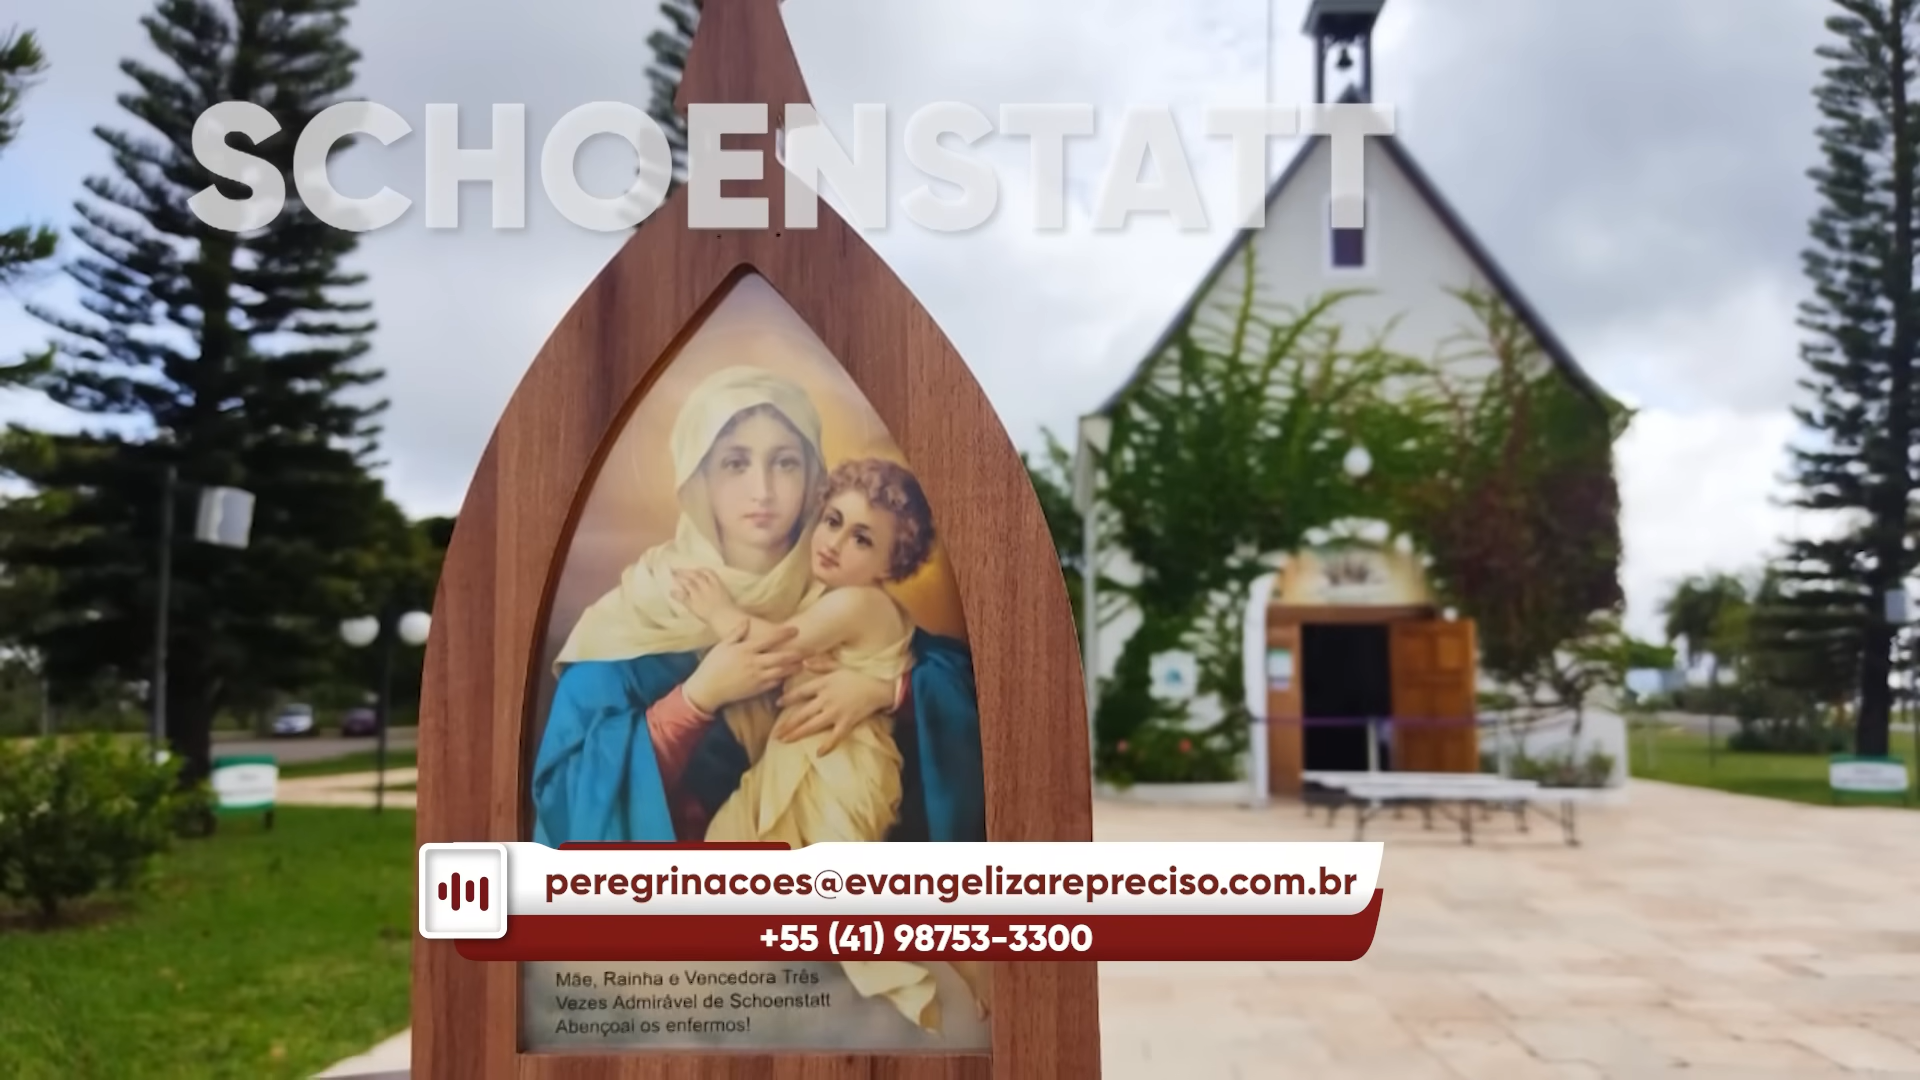 SCHOENSTATT
peregrinacoes@evangelizarepreciso.com.br
+55 (41) 98753-3300
Mãe, Rainha e Vencedora Três
Vezes Admirável de Schoenstatt
Abençoai os enfermos!